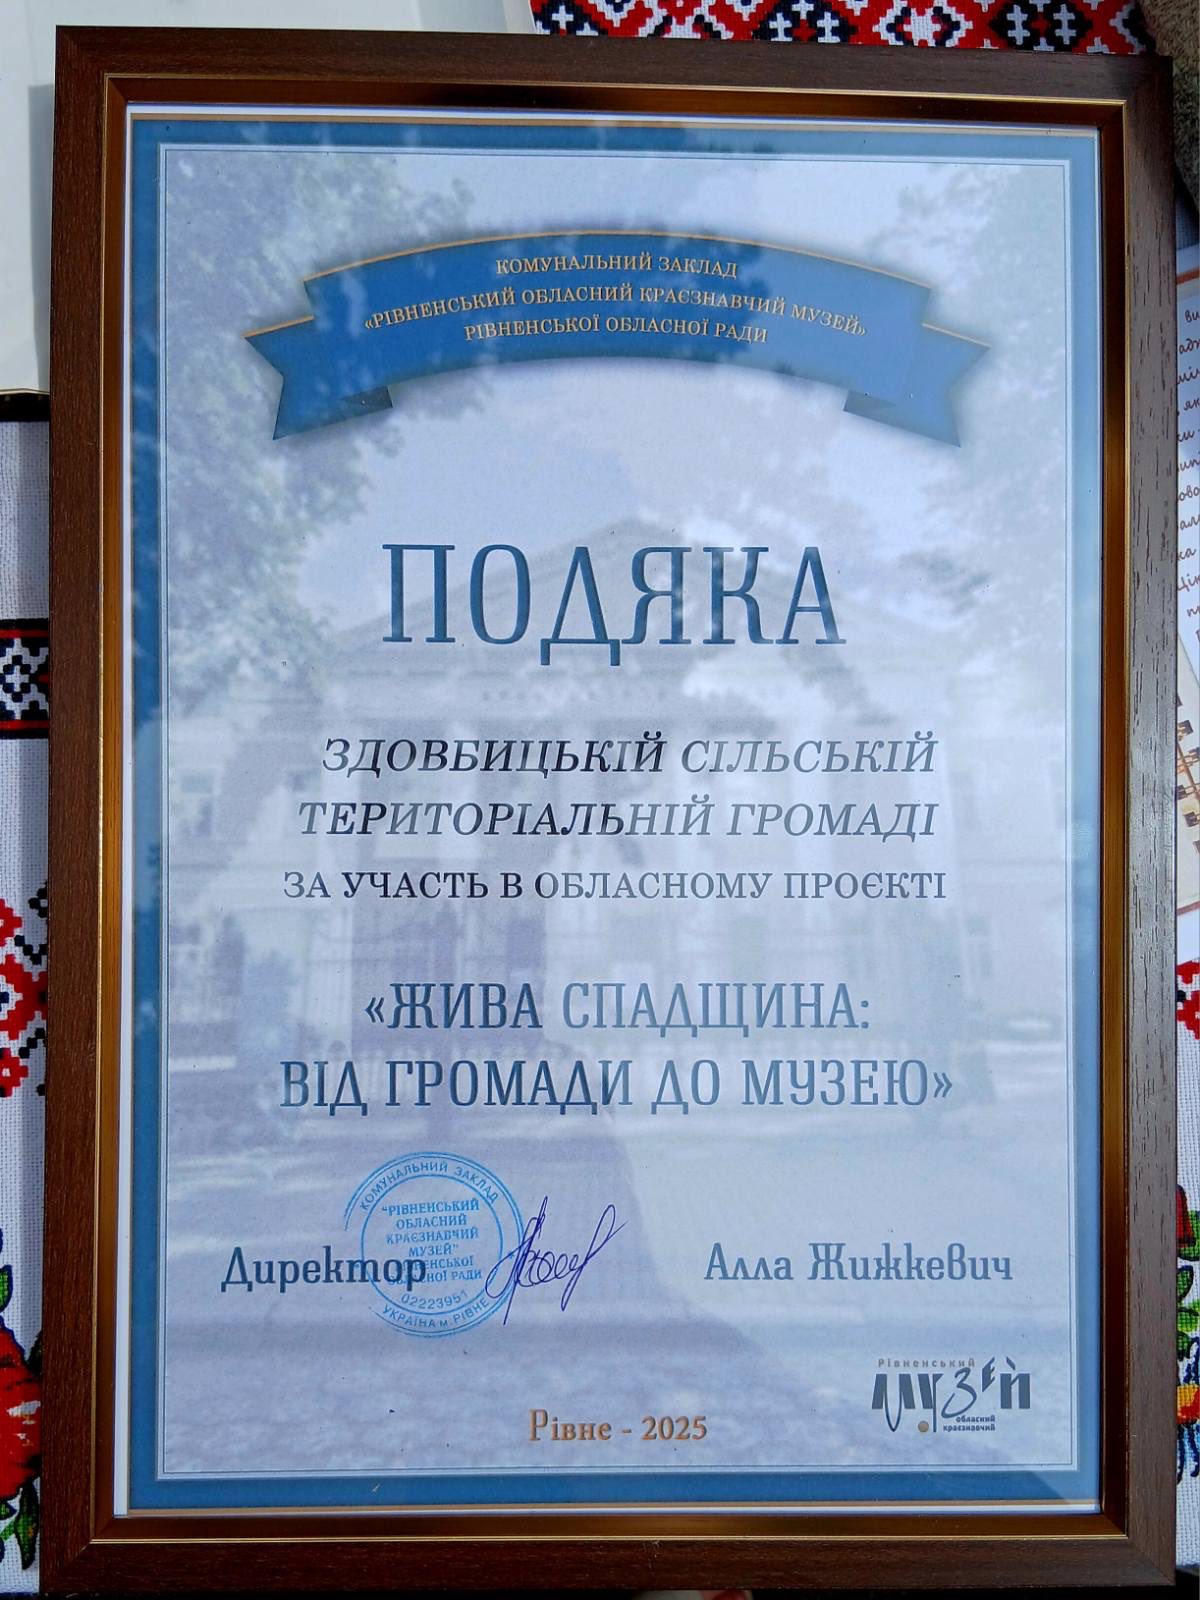 КОМУНАЛЬНИЙ ЗАКЛАД
«РІВНЕНСЬКИЙ ОБЛАСНИЙ КРАЄЗНАВЧИЙ МУЗЕЙ»
РІВНЕНСЬКОЇ ОБЛАСНОЇ РАДИ
ПОДЯКА
ЗДОВБИЦЬКІЙ СІЛЬСЬКІЙ
ТЕРИТОРІАЛЬНІЙ ГРОМАДІ
ЗА УЧАСТЬ В ОБЛАСНОМУ ПРОЄКТІ
«ЖИВА СПАДЩИНА:
ВІД ГРОМАДИ ДО МУЗЕЮ»
КОМУНАЛЬНИЙ ЗАКЛАД
"РІВНЕНСЬКИЙ
ОБЛАСНИЙ
КРАЄЗНАВЧИЙ
МУЗЕЙ"
02223951
УКРАЇНА м.РІВНЕ
Директор
Алла Жижкевич
Рівненський
музей
обласний
краєзнавчий
Рівне - 2025